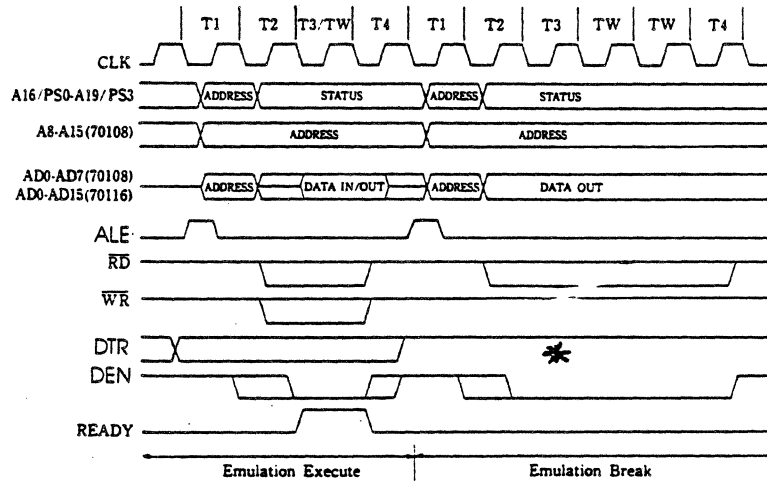 T1 T2 T3/TW T4 T1 T2 T3 TW TW T4
CLK
A16/PS0-A19/PS3 ADDRESS STATUS ADDRESS STATUS
A8-A15(70108) ADDRESS ADDRESS
AD0-AD7(70108)
AD0-AD15(70116) ADDRESS DATA IN/OUT ADDRESS DATA OUT
ALE
RD
WR
DTR
DEN
READY
Emulation Execute Emulation Break